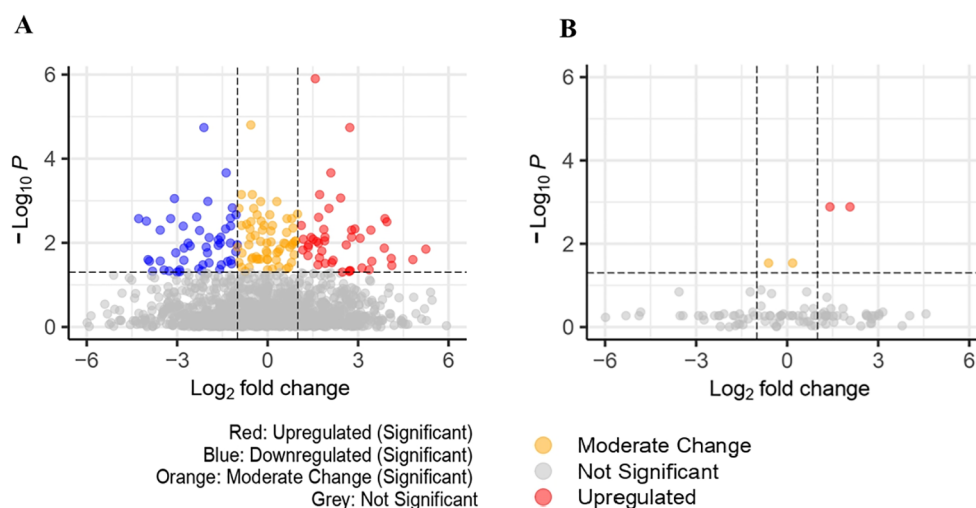 A
B
6
4
2
0
−Log10 P
−6
−3
0
3
6
Log2 fold change
6
4
2
0
−Log10 P
−6
−3
0
3
6
Log2 fold change
Red: Upregulated (Significant)
Blue: Downregulated (Significant)
Orange: Moderate Change (Significant)
Grey: Not Significant
Moderate Change
Not Significant
Upregulated